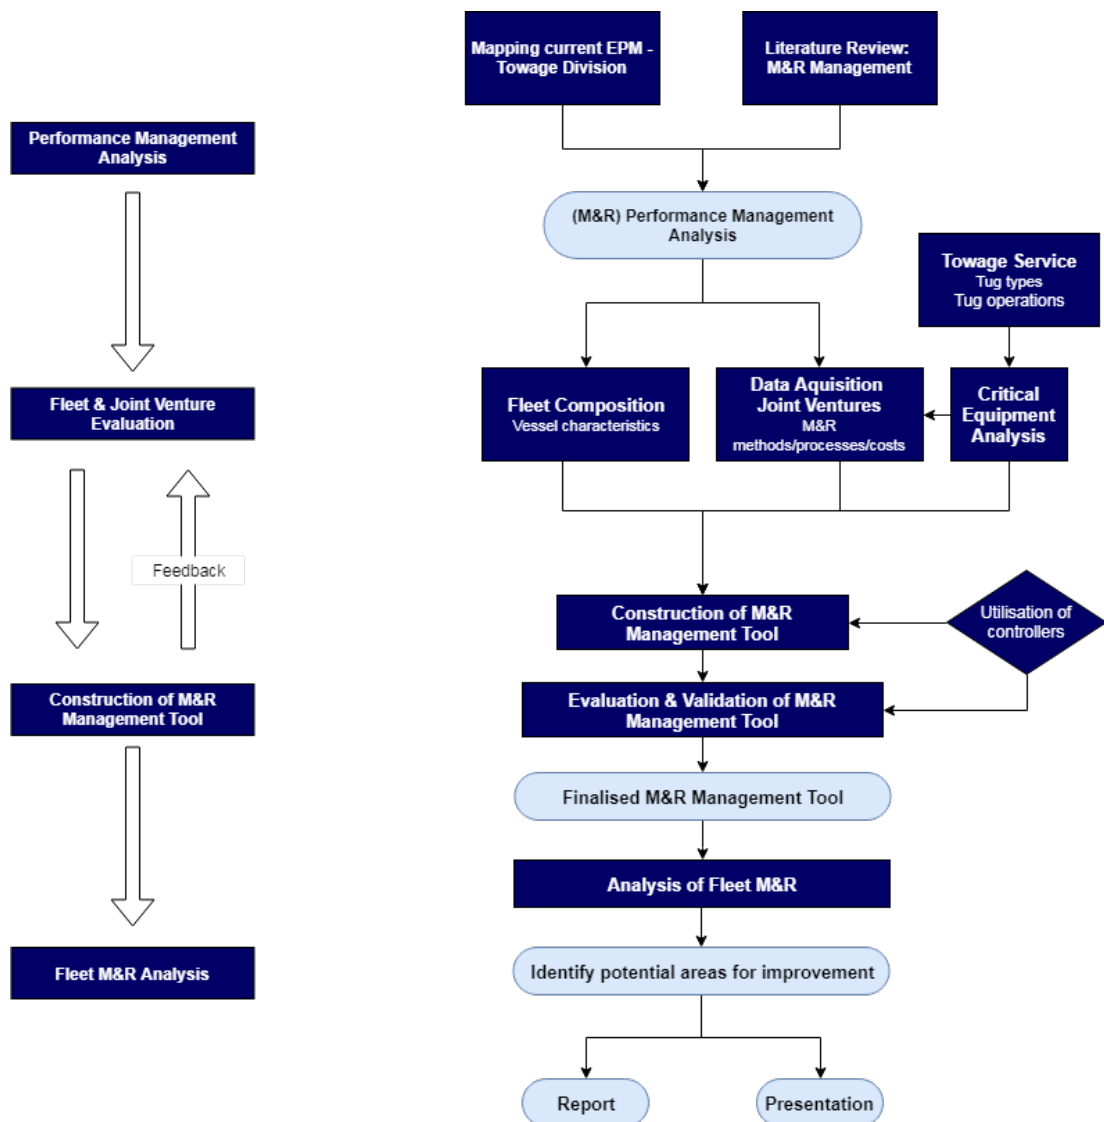 Performance Management
Analysis
Fleet & Joint Venture
Evaluation
Feedback
Construction of M&R
Management Tool
Fleet M&R Analysis
Mapping current EPM -
Towage Division
Literature Review:
M&R Management
(M&R) Performance Management
Analysis
Towage Service
Tug types
Tug operations
Fleet Composition
Vessel characteristics
Data Aquisition
Joint Ventures
M&R
methods/processes/costs
Critical
Equipment
Analysis
Construction of M&R
Management Tool
Utilisation of
controllers
Evaluation & Validation of M&R
Management Tool
Finalised M&R Management Tool
Analysis of Fleet M&R
Identify potential areas for improvement
Report
Presentation